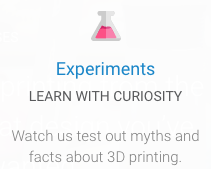 Experiments
LEARN WITH CURIOSITY
Watch us test out myths and
facts about 3D printing.